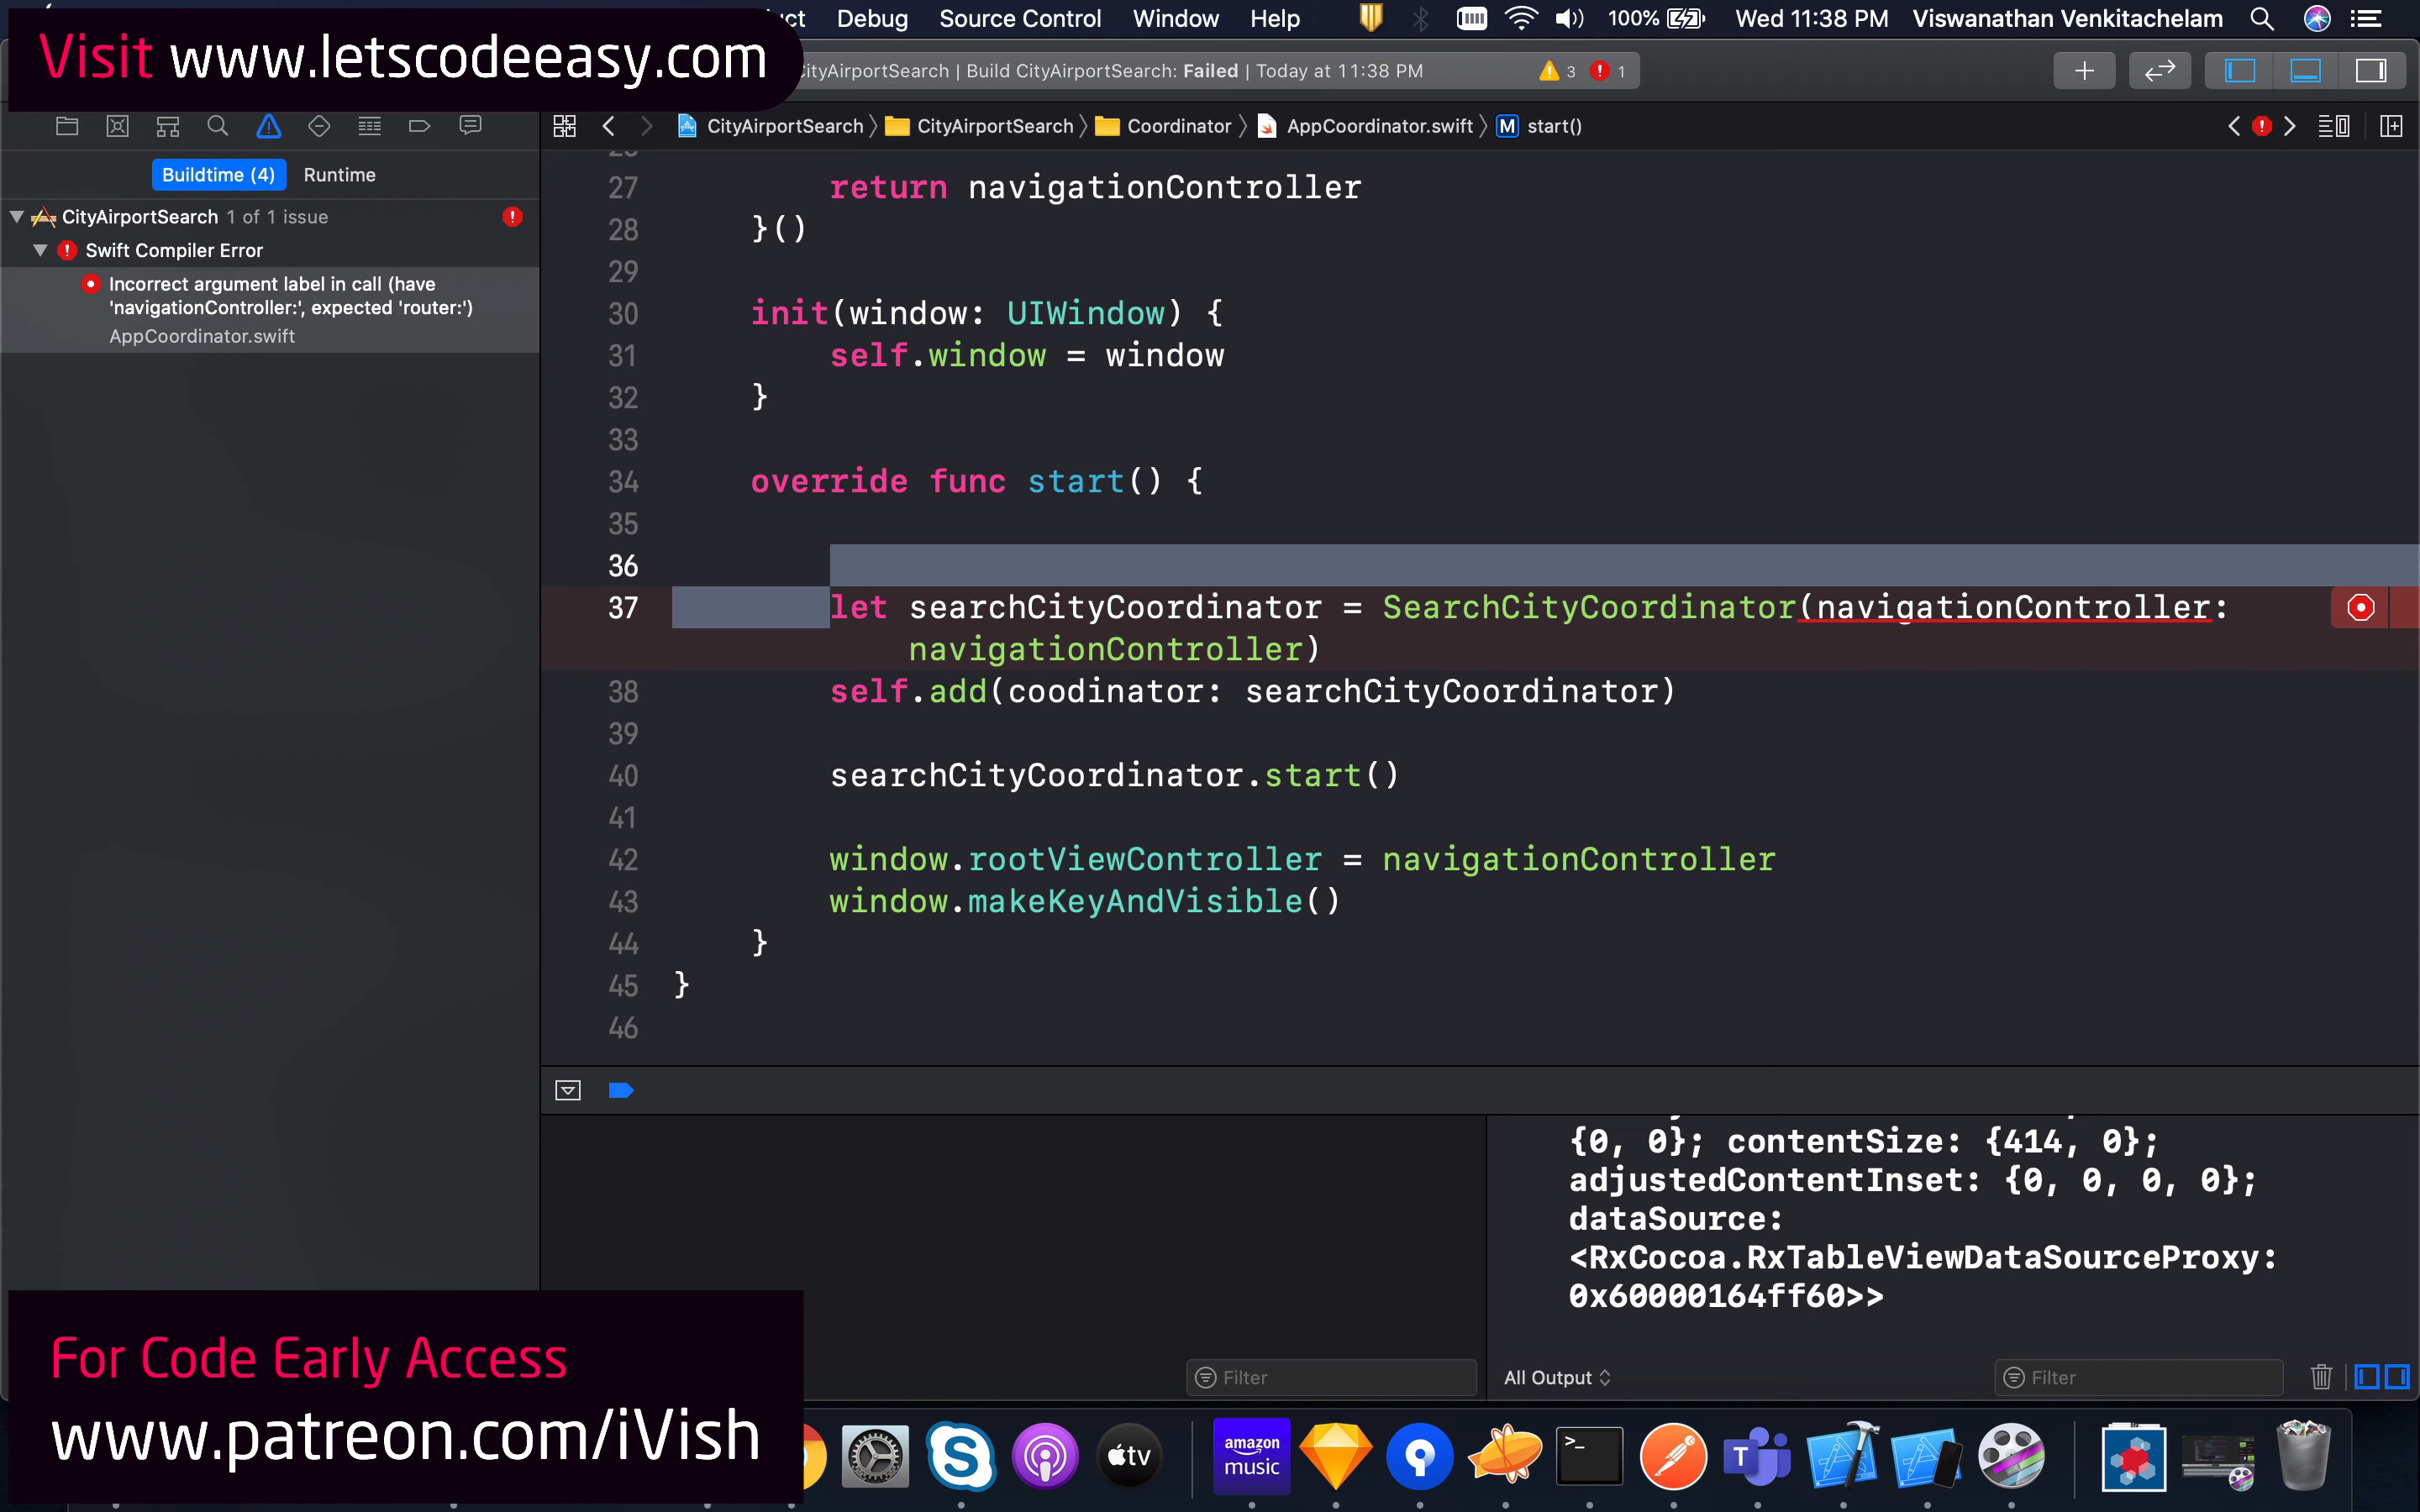 uct Debug Source Control Window Help 100% Wed 11:38 PM Viswanathan Venkitachelam
Visit www.letscodeeasy.com
ityAirportSearch | Build CityAirportSearch: Failed | Today at 11:38 PM 3 1
CityAirportSearch CityAirportSearch Coordinator AppCoordinator.swift M start()
Buildtime (4) Runtime
CityAirportSearch 1 of 1 issue
Swift Compiler Error
Incorrect argument label in call (have
'navigationController:', expected 'router:')
AppCoordinator.swift
27 return navigationController
28 }()
29
30 init(window: UIWindow) {
31 self.window = window
32 }
33
34 override func start() {
35
36
37 let searchCityCoordinator = SearchCityCoordinator(navigationController:
navigationController)
38 self.add(coodinator: searchCityCoordinator)
39
40 searchCityCoordinator.start()
41
42 window.rootViewController = navigationController
43 window.makeKeyAndVisible()
44 }
45 }
46
{0, 0}; contentSize: {414, 0};
adjustedContentInset: {0, 0, 0, 0};
dataSource:
<RxCocoa.RxTableViewDataSourceProxy:
0x60000164ff60>>
Filter All Output Filter
For Code Early Access
www.patreon.com/iVish
S tv amazon music >_ T